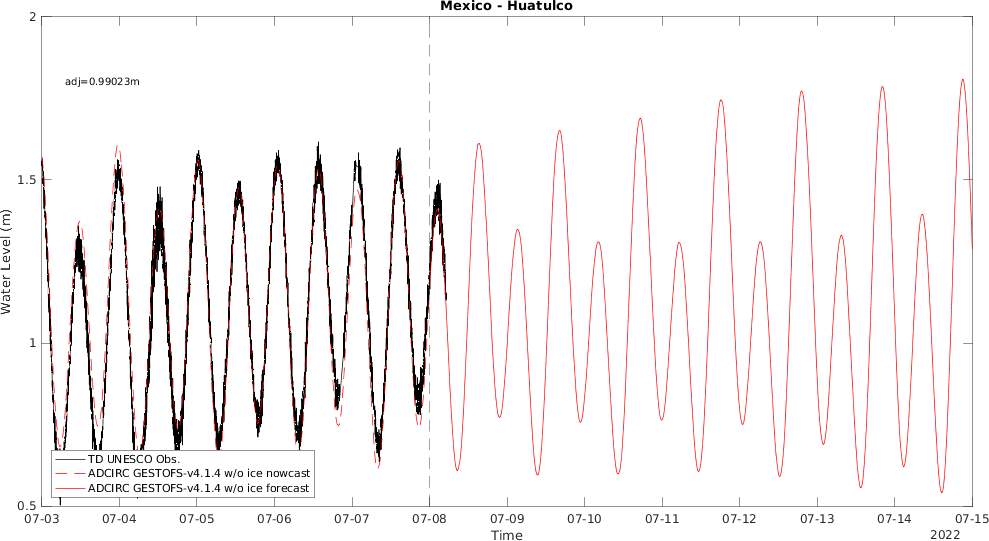 Mexico - Huatulco
2
adj=0.99023m
1.5
Water Level (m)
1
TD UNESCO Obs.
ADCIRC GESTOFS-v4.1.4 w/o ice nowcast
ADCIRC GESTOFS-v4.1.4 w/o ice forecast
0.5
07-03 07-04 07-05 07-06 07-07 07-08 07-09 07-10 07-11 07-12 07-13 07-14 07-15
Time
2022